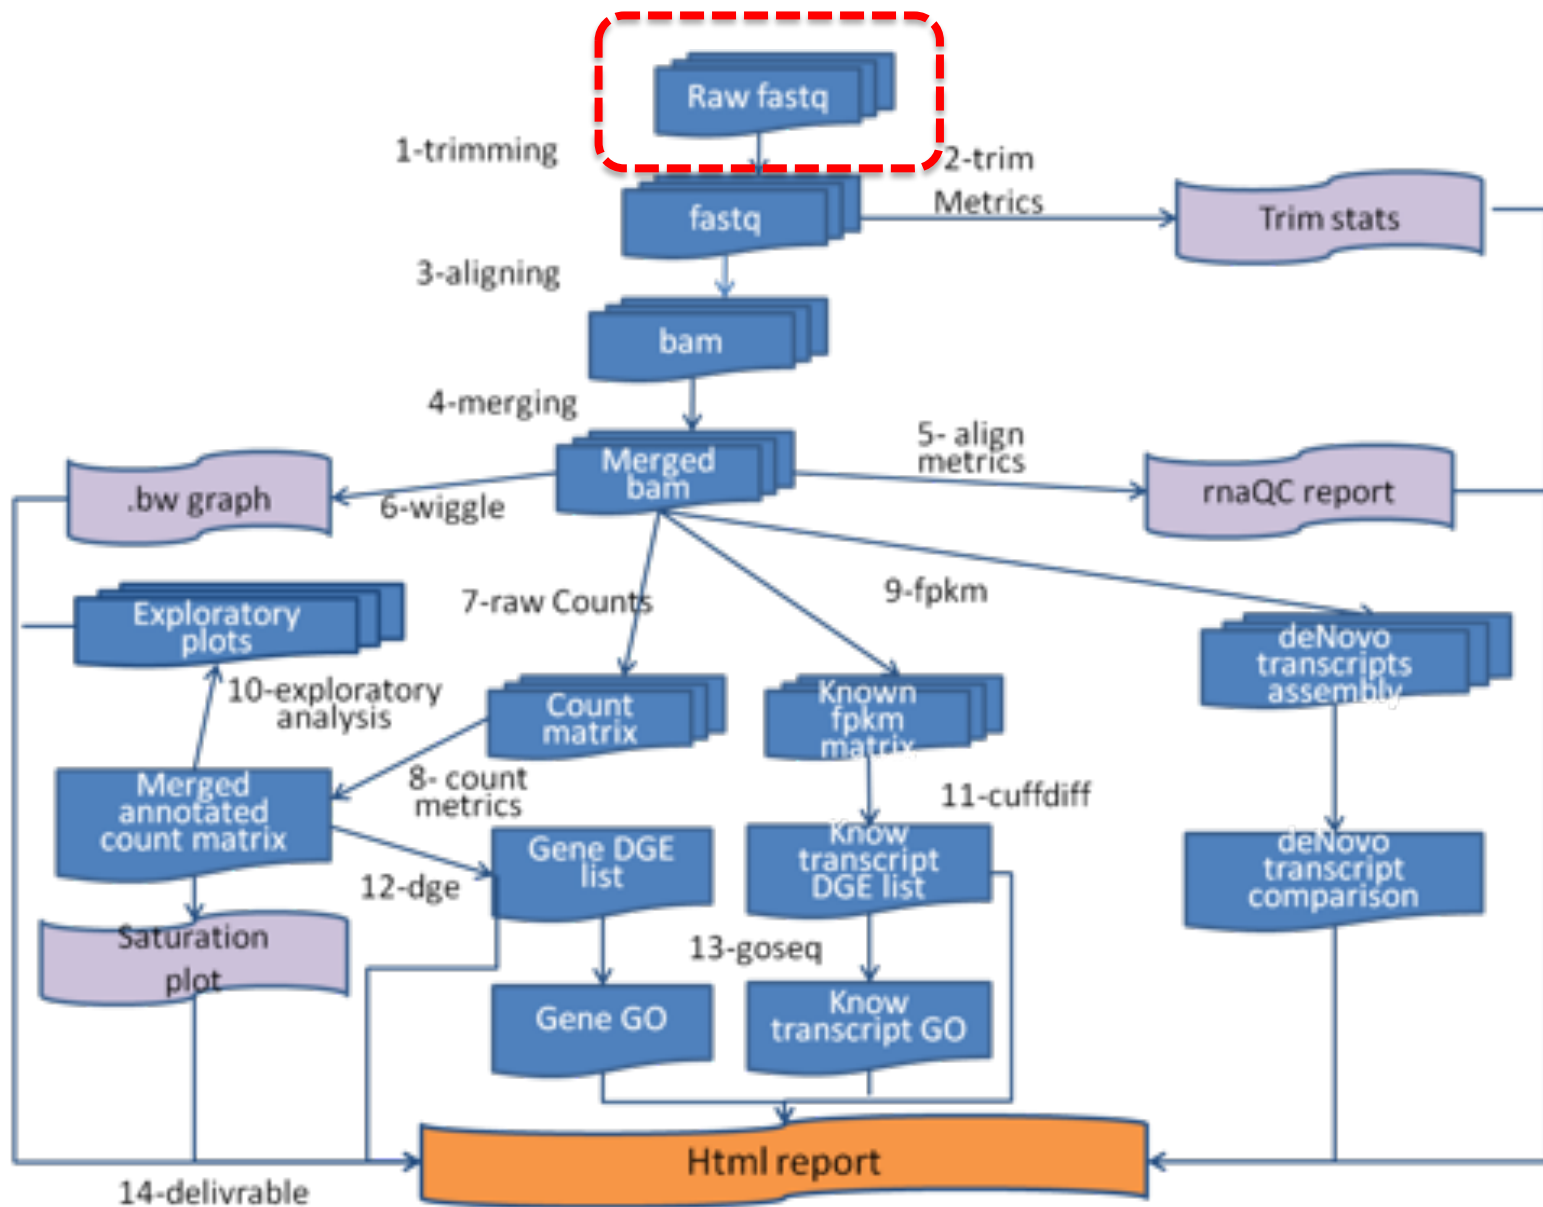 Raw fastq
1-trimming
2-trim
Metrics
fastq
Trim stats
3-aligning
bam
4-merging
5- align
metrics
Merged
bam
.bw graph
6-wiggle
rnaQC report
7-raw Counts
9-fpkm
Exploratory
plots
deNovo
transcripts
assembly
10-exploratory
analysis
Count
matrix
Known
fpkm
matrix
Merged
annotated
count matrix
8- count
metrics
11-cuffdiff
Gene DGE
list
Know
transcript
DGE list
deNovo
transcript
comparison
12-dge
Saturation
plot
13-goseq
Gene GO
Know
transcript GO
Html report
14-delivrable